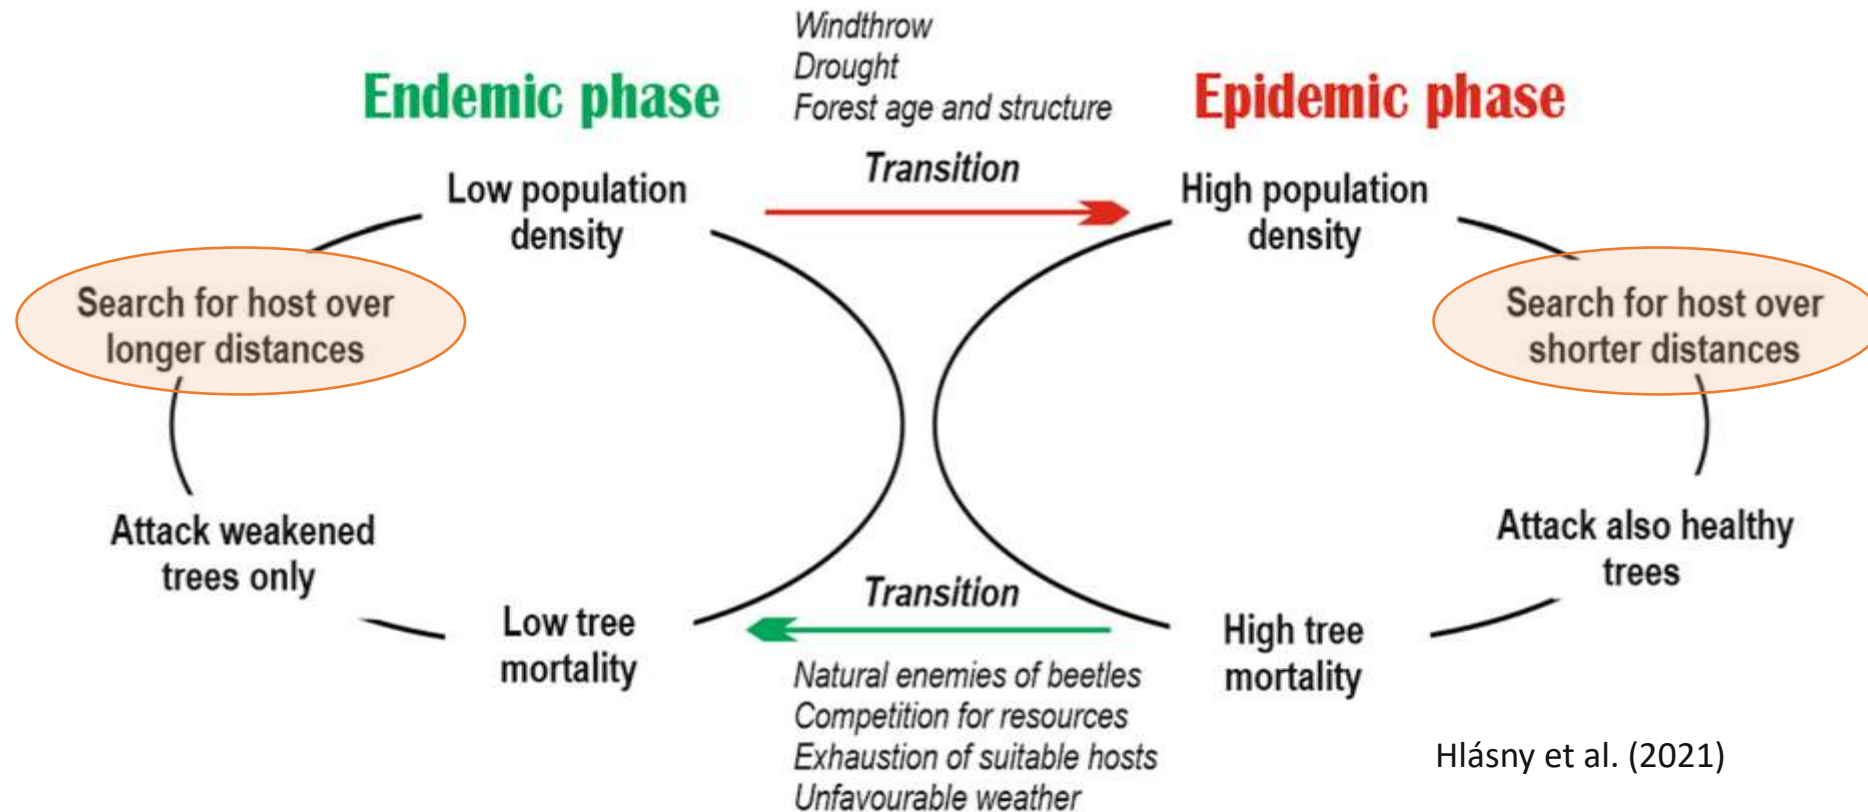 Windthrow
Drought
Forest age and structure
Endemic phase
Epidemic phase
Transition
Low population
density
High population
density
Search for host over
longer distances
Search for host over
shorter distances
Attack weakened
trees only
Attack also healthy
trees
Transition
Low tree
mortality
High tree
mortality
Natural enemies of beetles
Competition for resources
Exhaustion of suitable hosts
Unfavourable weather
Hlásny et al. (2021)